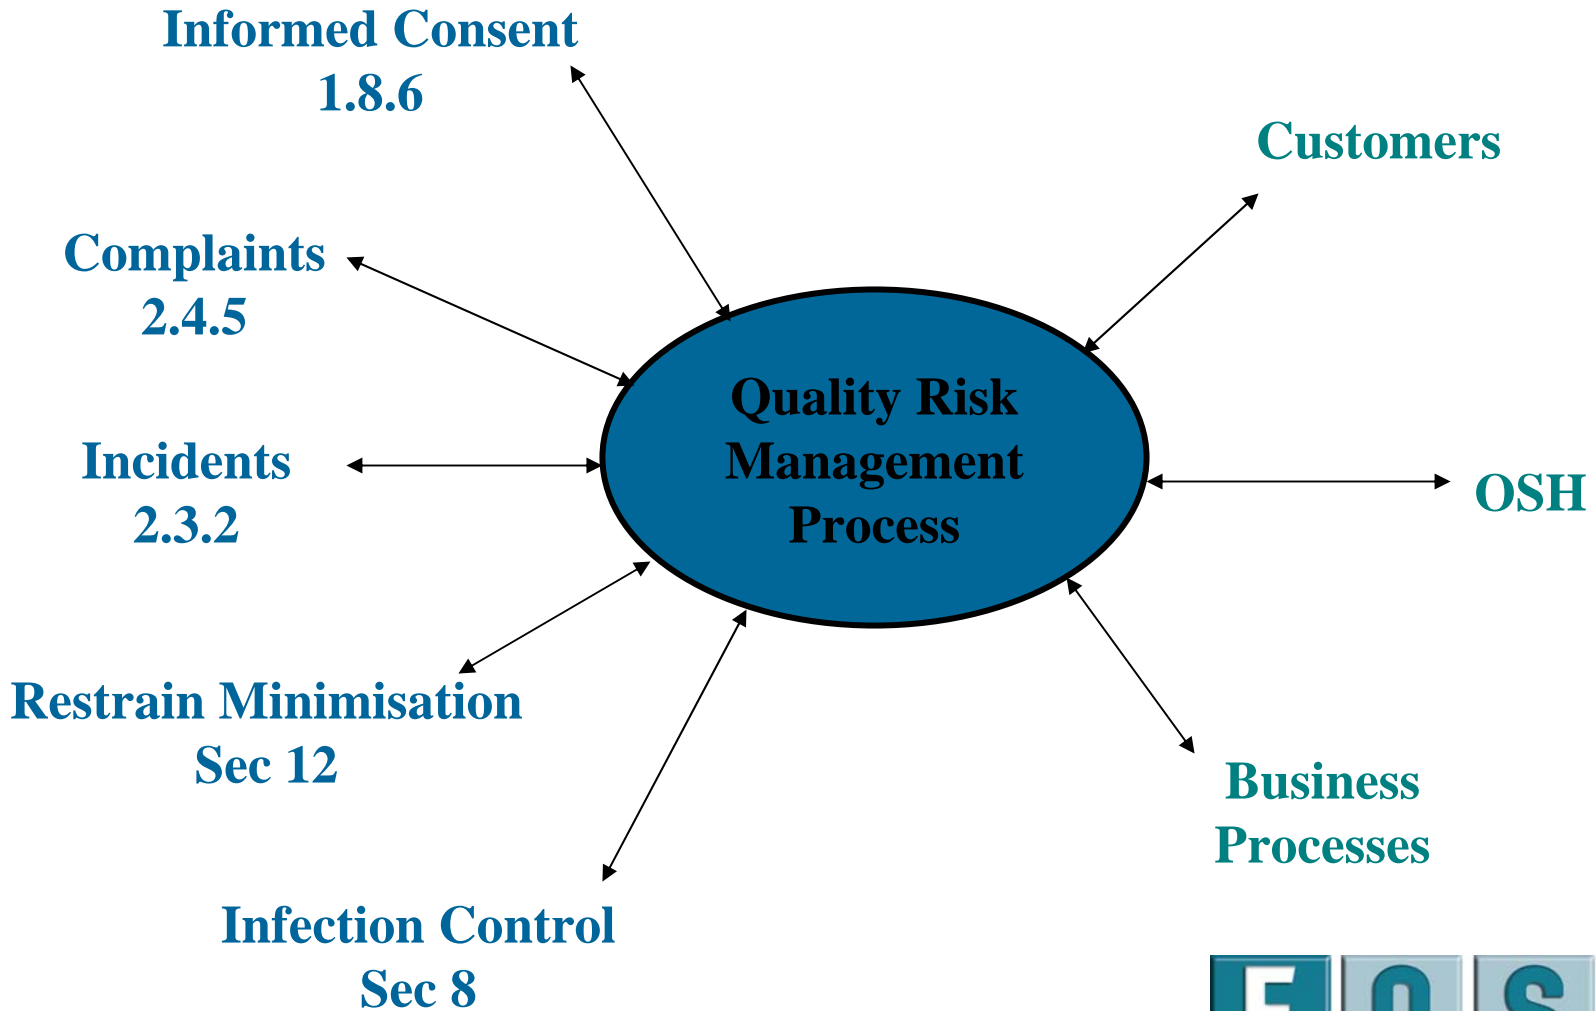 Informed Consent
1.8.6
Customers
Complaints
2.4.5
Quality Risk
Management
Process
Incidents
2.3.2
OSH
Restrain Minimisation
Sec 12
Business
Processes
Infection Control
Sec 8